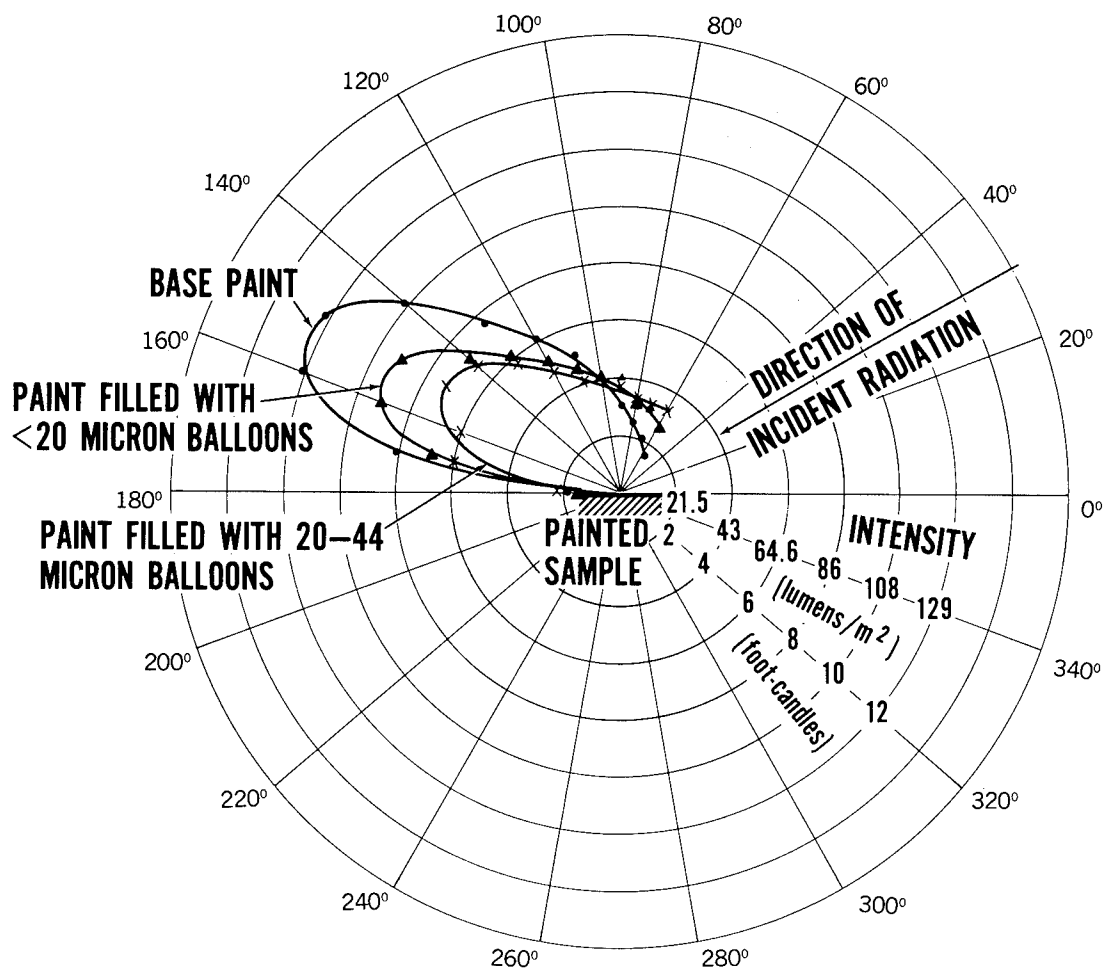 100°
80°
120°
60°
140°
40°
BASE PAINT
160°
20°
DIRECTION OF
INCIDENT RADIATION
PAINT FILLED WITH
<20 MICRON BALLOONS
180°
0°
PAINT FILLED WITH 20–44
MICRON BALLOONS
PAINTED
SAMPLE
INTENSITY
21.5
43
64.6
86
108
129
(lumens/m²)
2
4
6
8
10
12
(foot-candles)
200°
340°
220°
320°
240°
300°
260°
280°